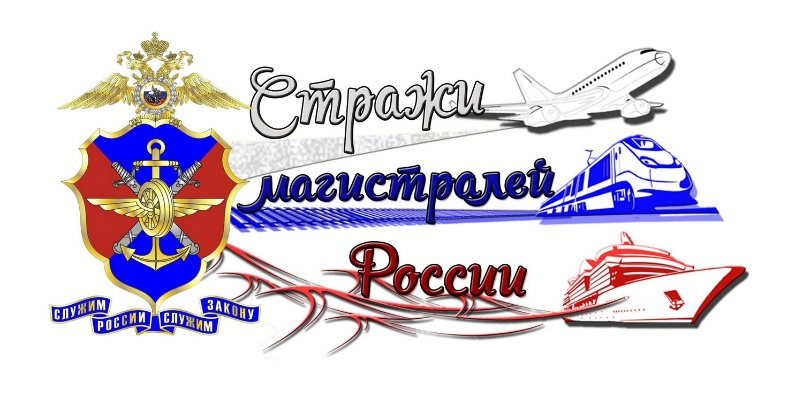 Стражи
магистралей
России
СЛУЖИМ РОССИИ СЛУЖИМ ЗАКОНУ